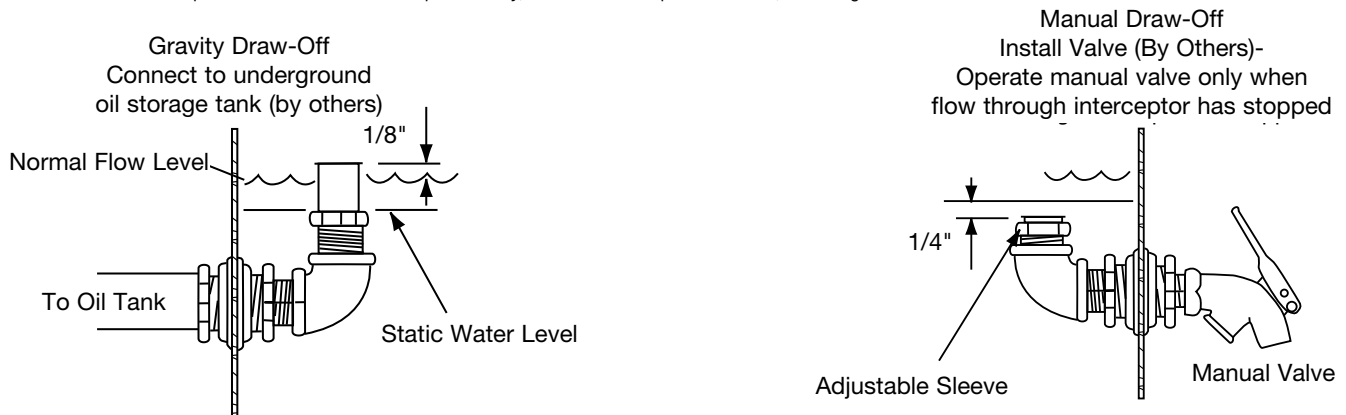 Gravity Draw-Off
Connect to underground
oil storage tank (by others)
1/8"
Normal Flow Level
To Oil Tank
Static Water Level
Manual Draw-Off
Install Valve (By Others)-
Operate manual valve only when
flow through interceptor has stopped
1/4"
Adjustable Sleeve
Manual Valve